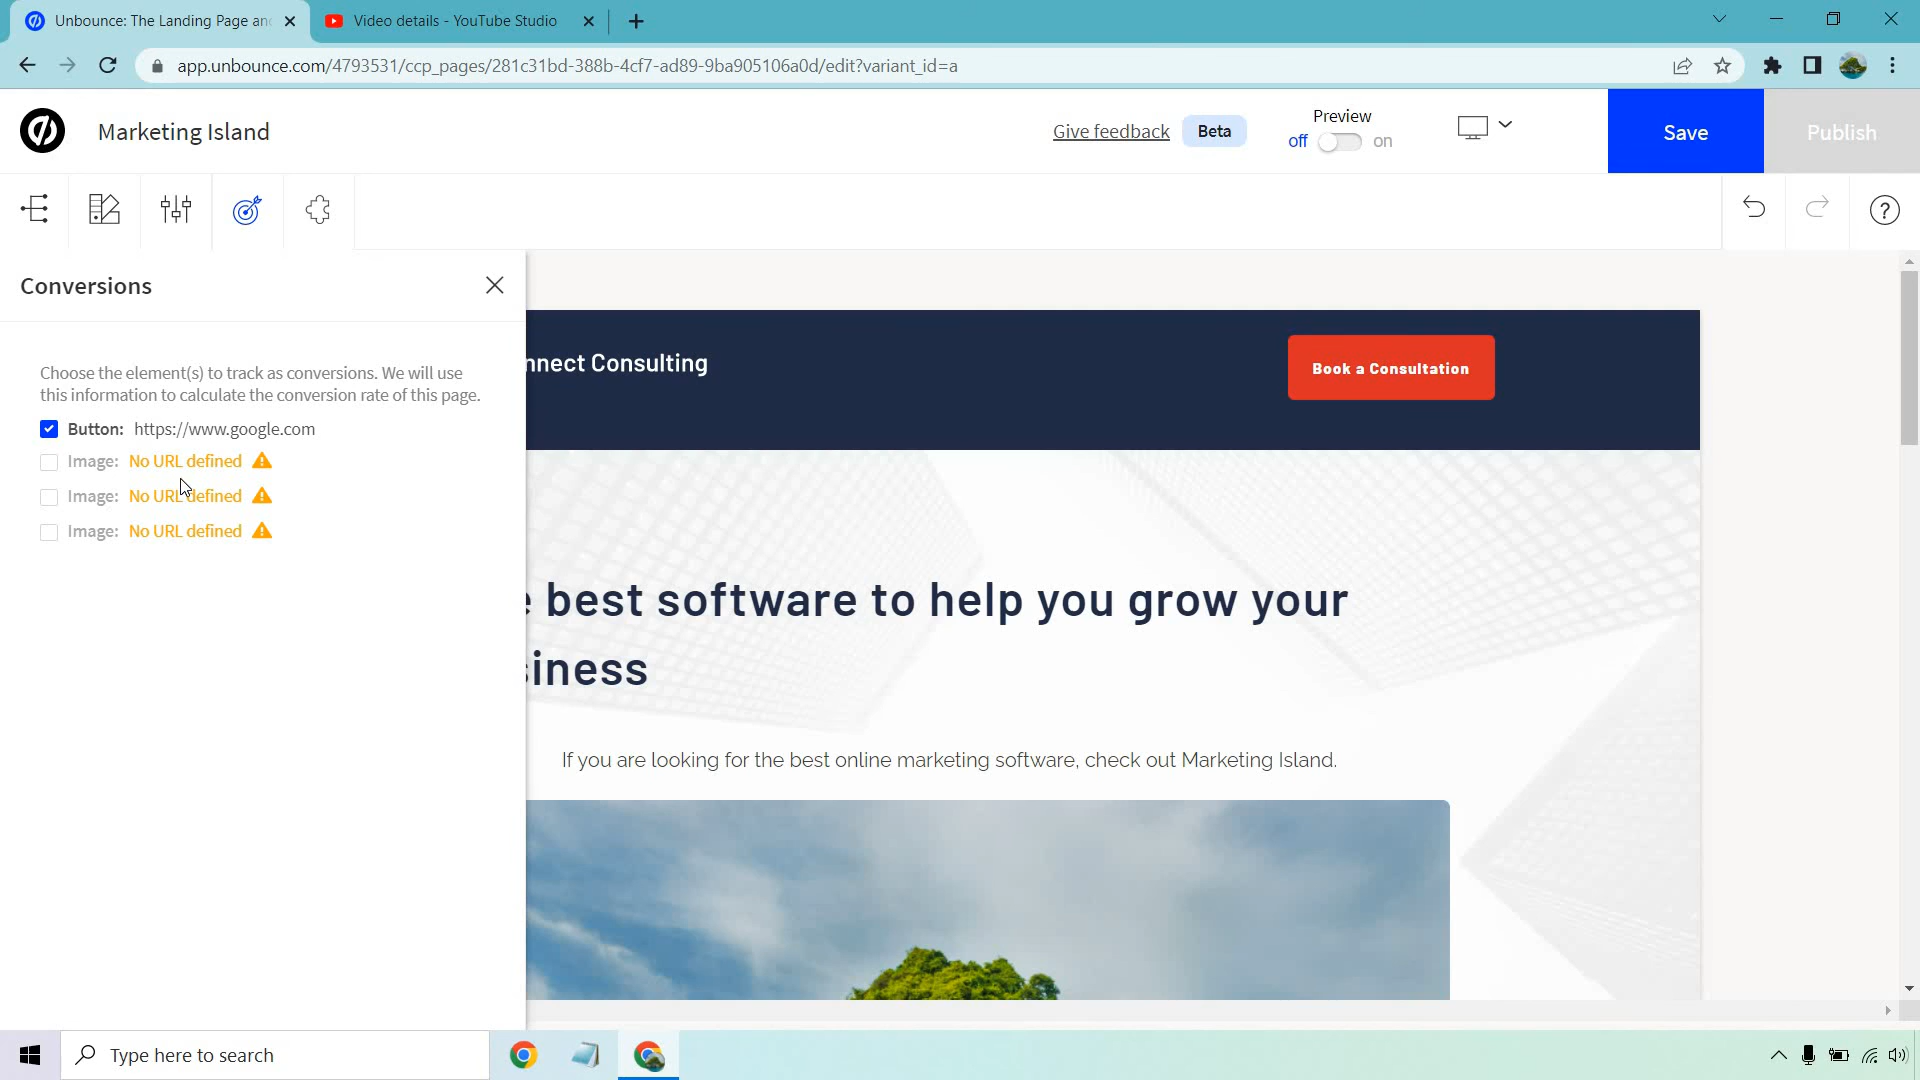 Unbounce: The Landing Page an
Video details - YouTube Studio
app.unbounce.com/4793531/ccp_pages/281c31bd-388b-4cf7-ad89-9ba905106a0d/edit?variant_id=a
Marketing Island
Give feedback
Beta
Preview
off
on
Save
Publish
Conversions
Choose the element(s) to track as conversions. We will use
this information to calculate the conversion rate of this page.
Button: https://www.google.com
Image: No URL defined
Image: No URL defined
Image: No URL defined
nnect Consulting
Book a Consultation
e best software to help you grow your
siness
If you are looking for the best online marketing software, check out Marketing Island.
Type here to search